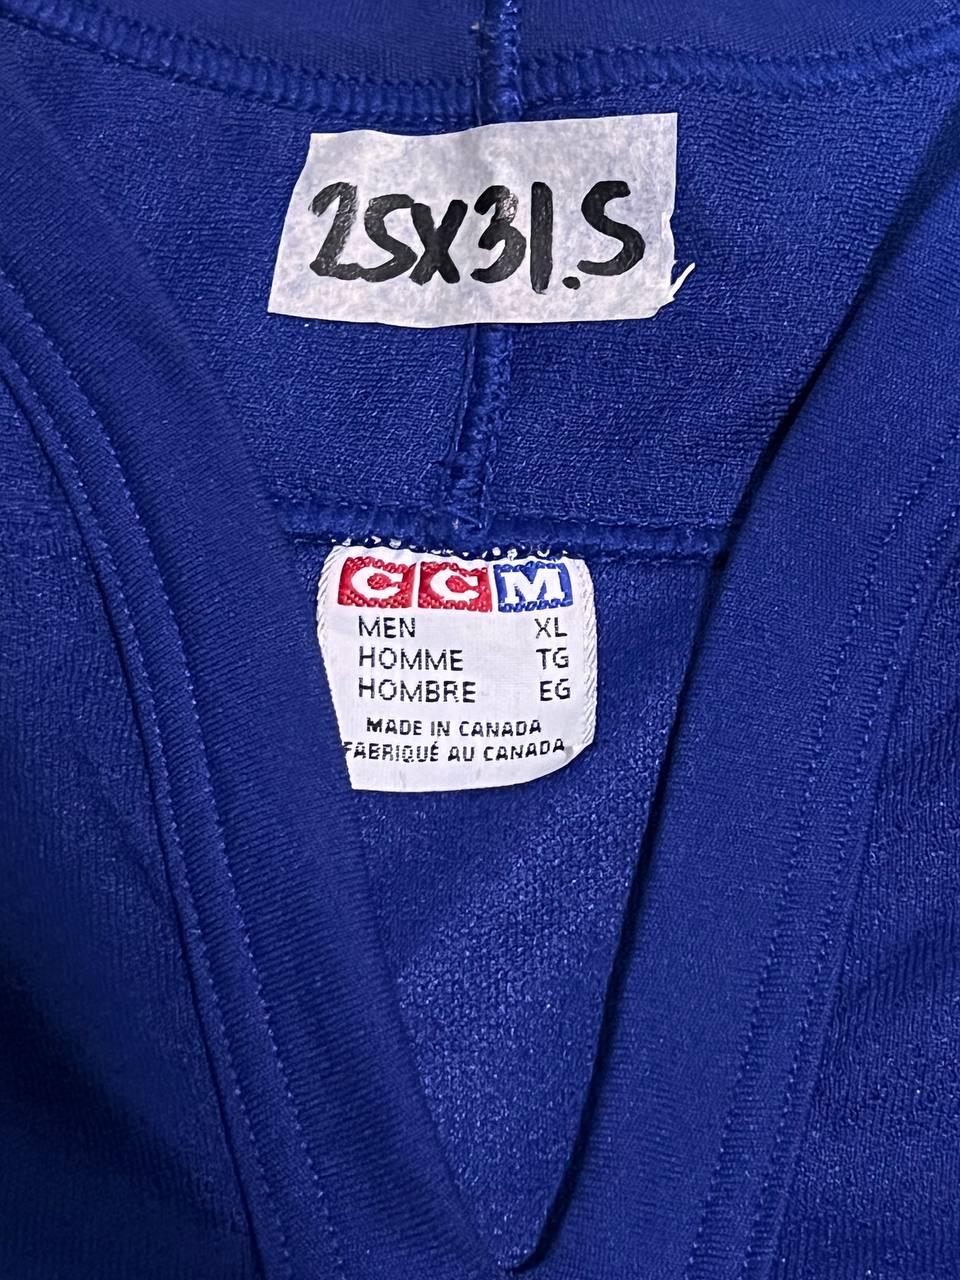 25X31.5
CCM
MEN XL
HOMME TG
HOMBRE EG
MADE IN CANADA
FABRIQUÉ AU CANADA